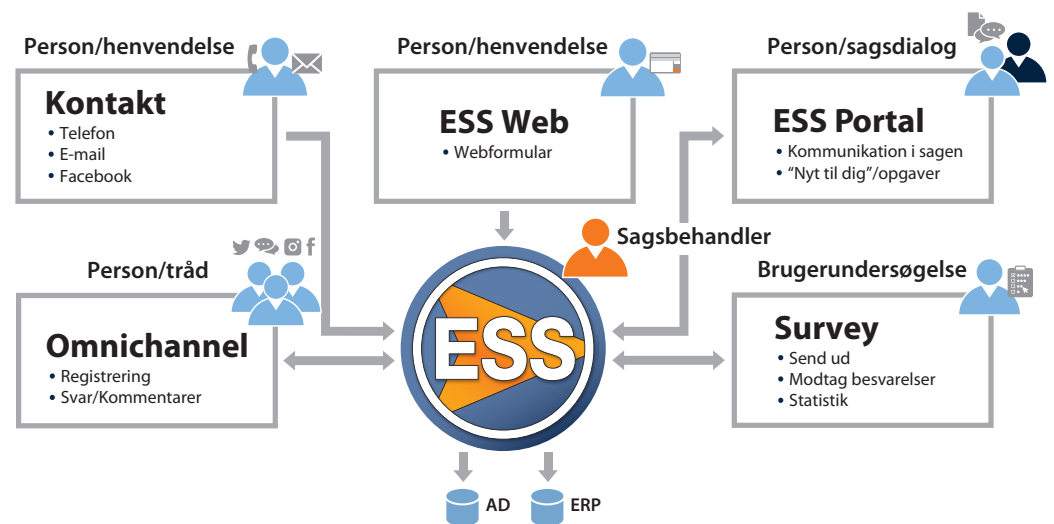 Person/henvendelse
Kontakt
• Telefon
• E-mail
• Facebook
Person/henvendelse
ESS Web
• Webformular
Person/sagsdialog
ESS Portal
• Kommunikation i sagen
• “Nyt til dig”/opgaver
Sagsbehandler
Person/tråd
Omnichannel
• Registrering
• Svar/Kommentarer
ESS
Brugerundersøgelse
Survey
• Send ud
• Modtag besvarelser
• Statistik
AD
ERP